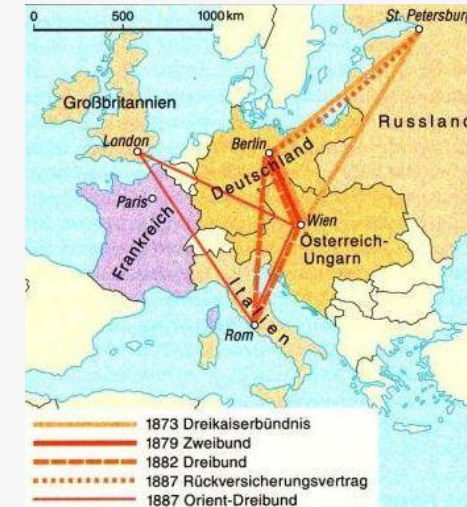 0 500 1000 km
St. Petersburg
Großbritannien
Russland
London
Berlin
Deutschland
Paris
Wien
Frankreich
Österreich-
Ungarn
Italien
Rom
1873 Dreikaiserbündnis
1879 Zweibund
1882 Dreibund
1887 Rückversicherungsvertrag
1887 Orient-Dreibund